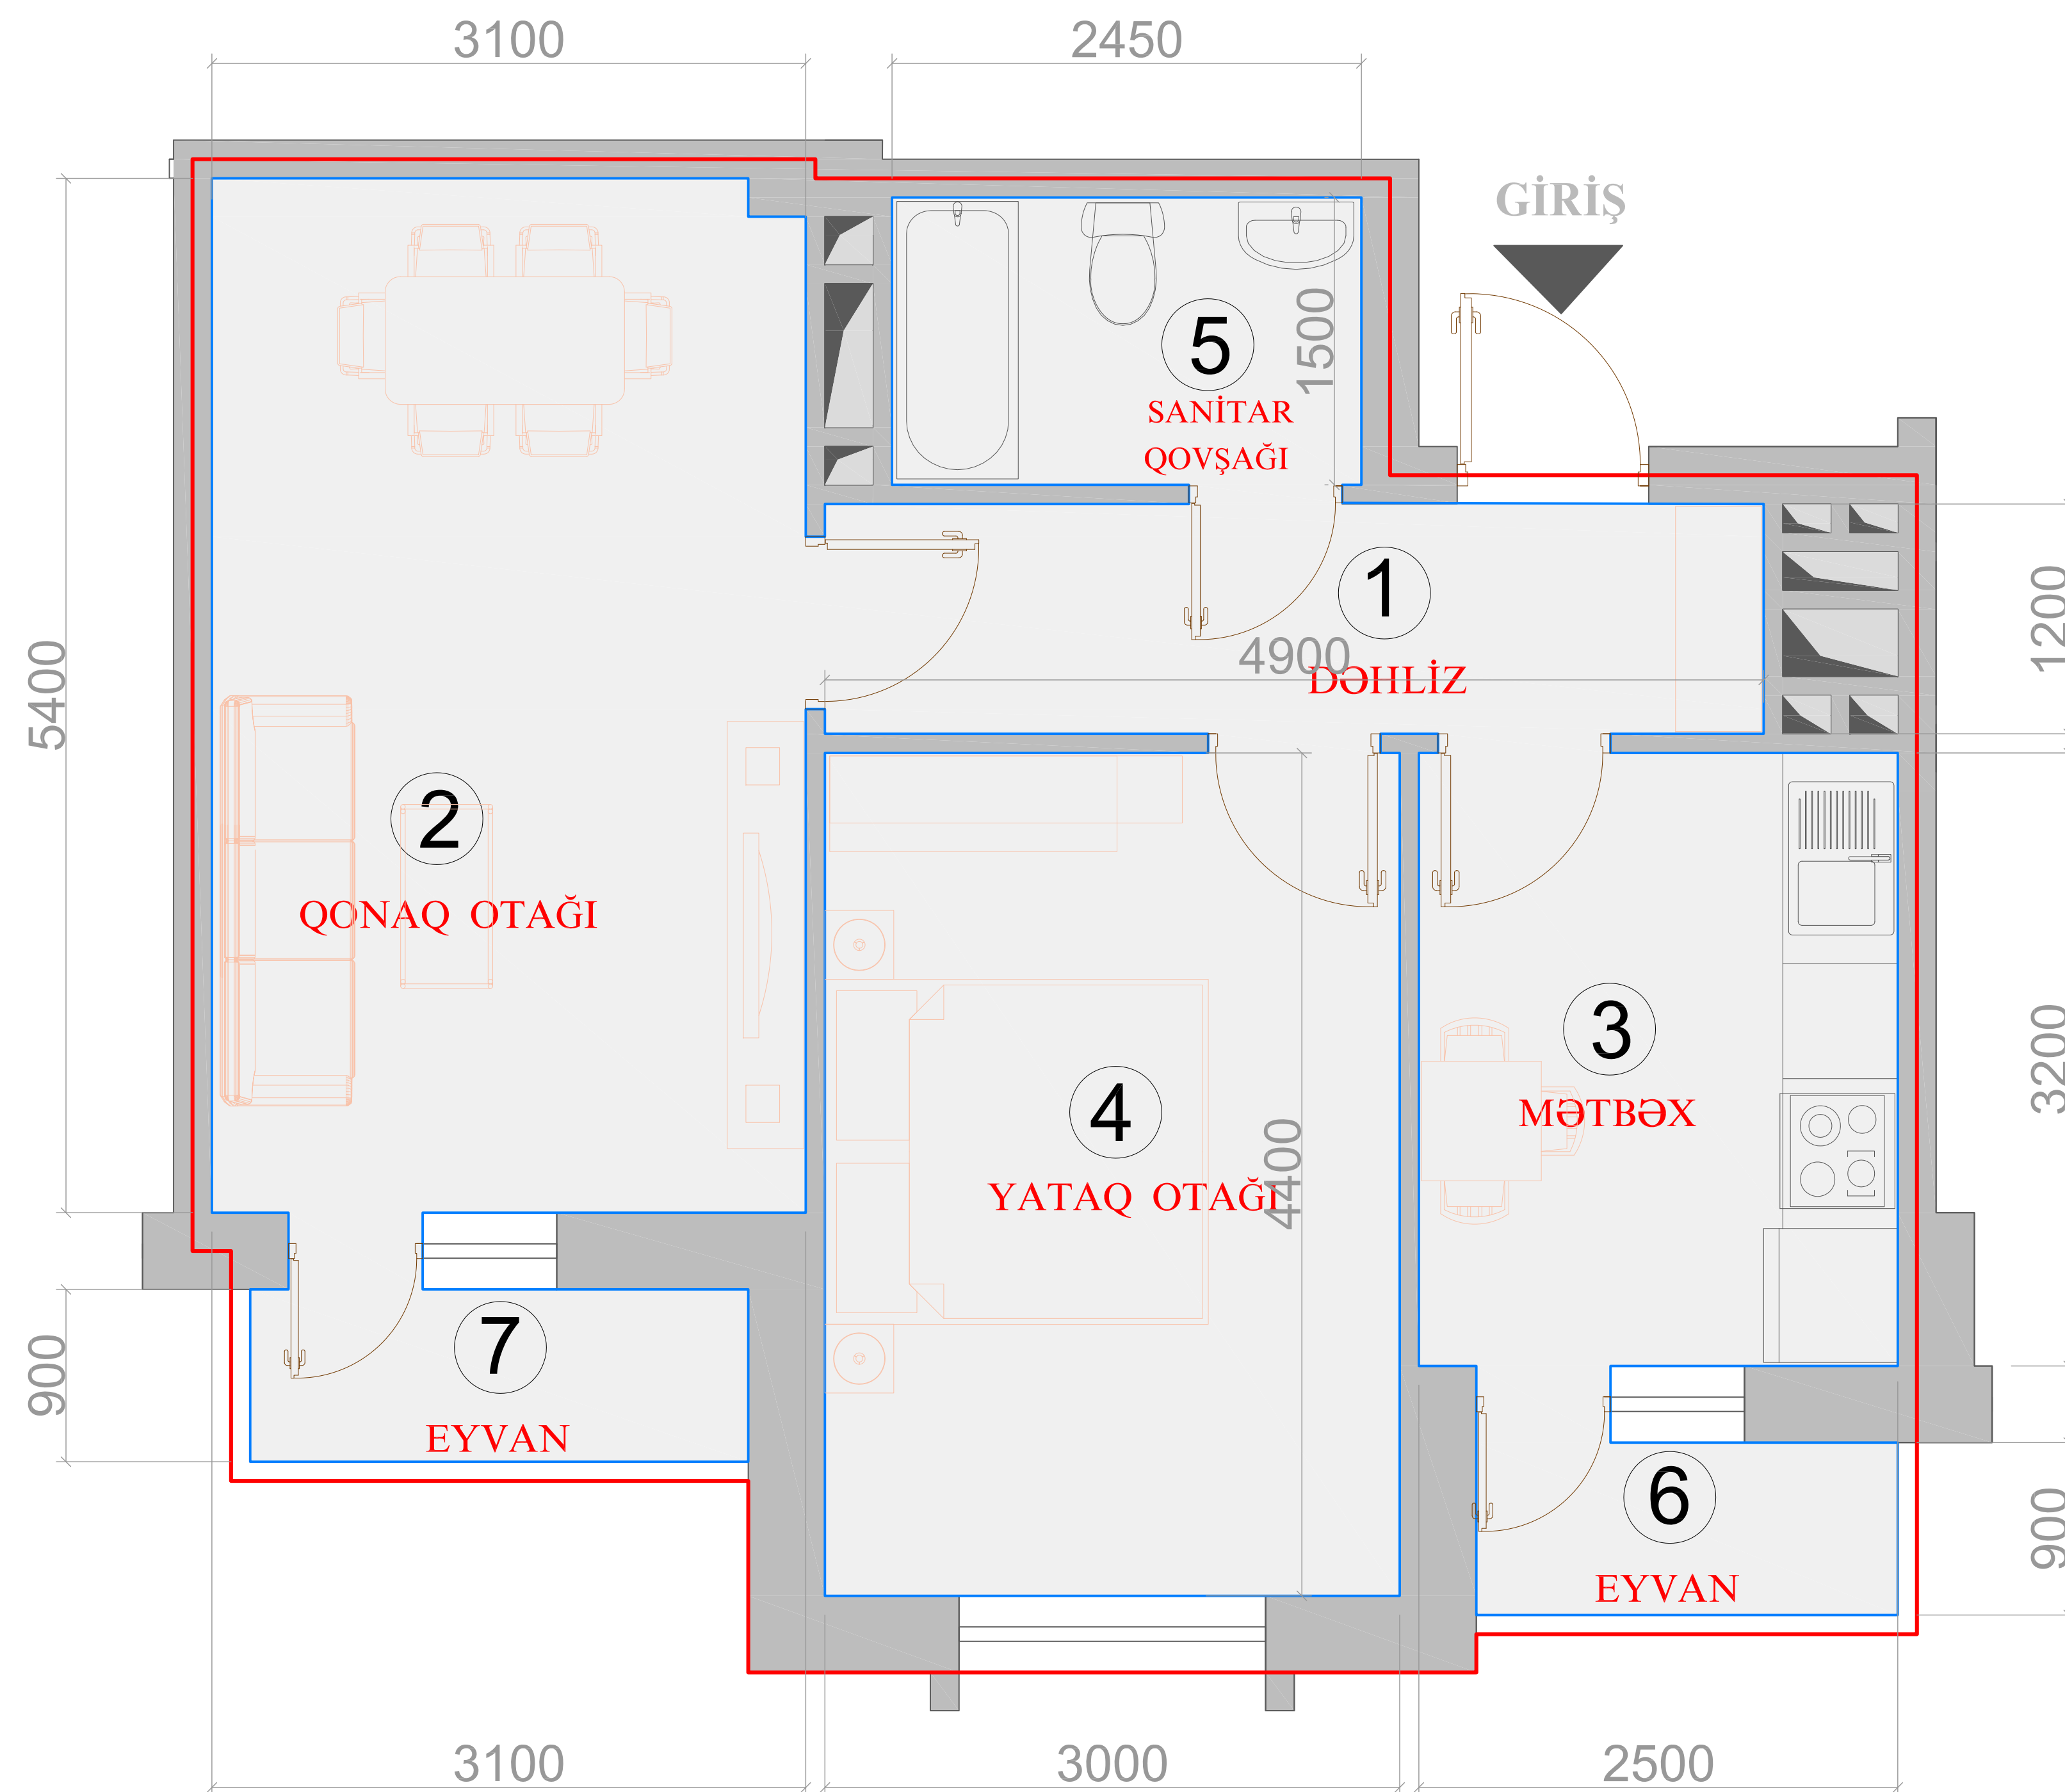 3100
2450
GİRİŞ
5
1500
SANİTAR
QOVŞAĞI
1
1200
4900
DƏHLİZ
5400
2
QONAQ OTAĞI
3
3200
MƏTBƏX
4
4400
YATAQ OTAĞI
7
900
EYVAN
6
900
EYVAN
3100
3000
2500